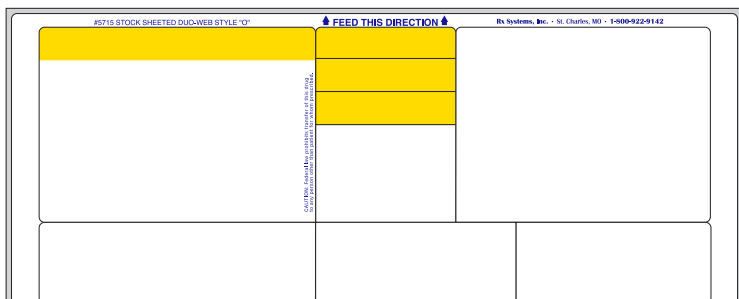 #5715 STOCK SHEETED DUO-WEB STYLE "O"
FEED THIS DIRECTION
Rx Systems, Inc. · St. Charles, MO · 1-800-922-9142
CAUTION: Federal law prohibits transfer of this drug
to any person other than patient for whom prescribed.